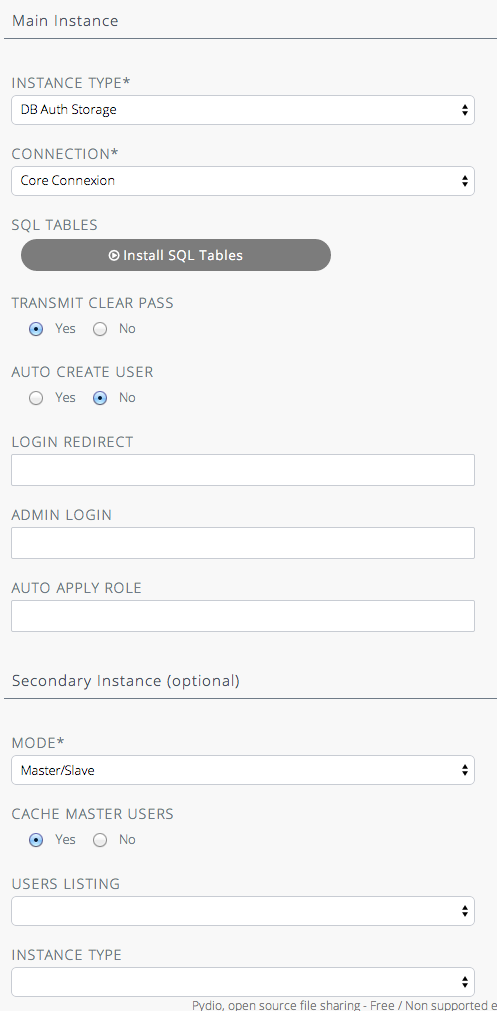 Main Instance
INSTANCE TYPE*
DB Auth Storage
CONNECTION*
Core Connexion
SQL TABLES
Install SQL Tables
TRANSMIT CLEAR PASS
Yes No
AUTO CREATE USER
Yes No
LOGIN REDIRECT
ADMIN LOGIN
AUTO APPLY ROLE
Secondary Instance (optional)
MODE*
Master/Slave
CACHE MASTER USERS
Yes No
USERS LISTING
INSTANCE TYPE
Pydio, open source file sharing - Free / Non supported e